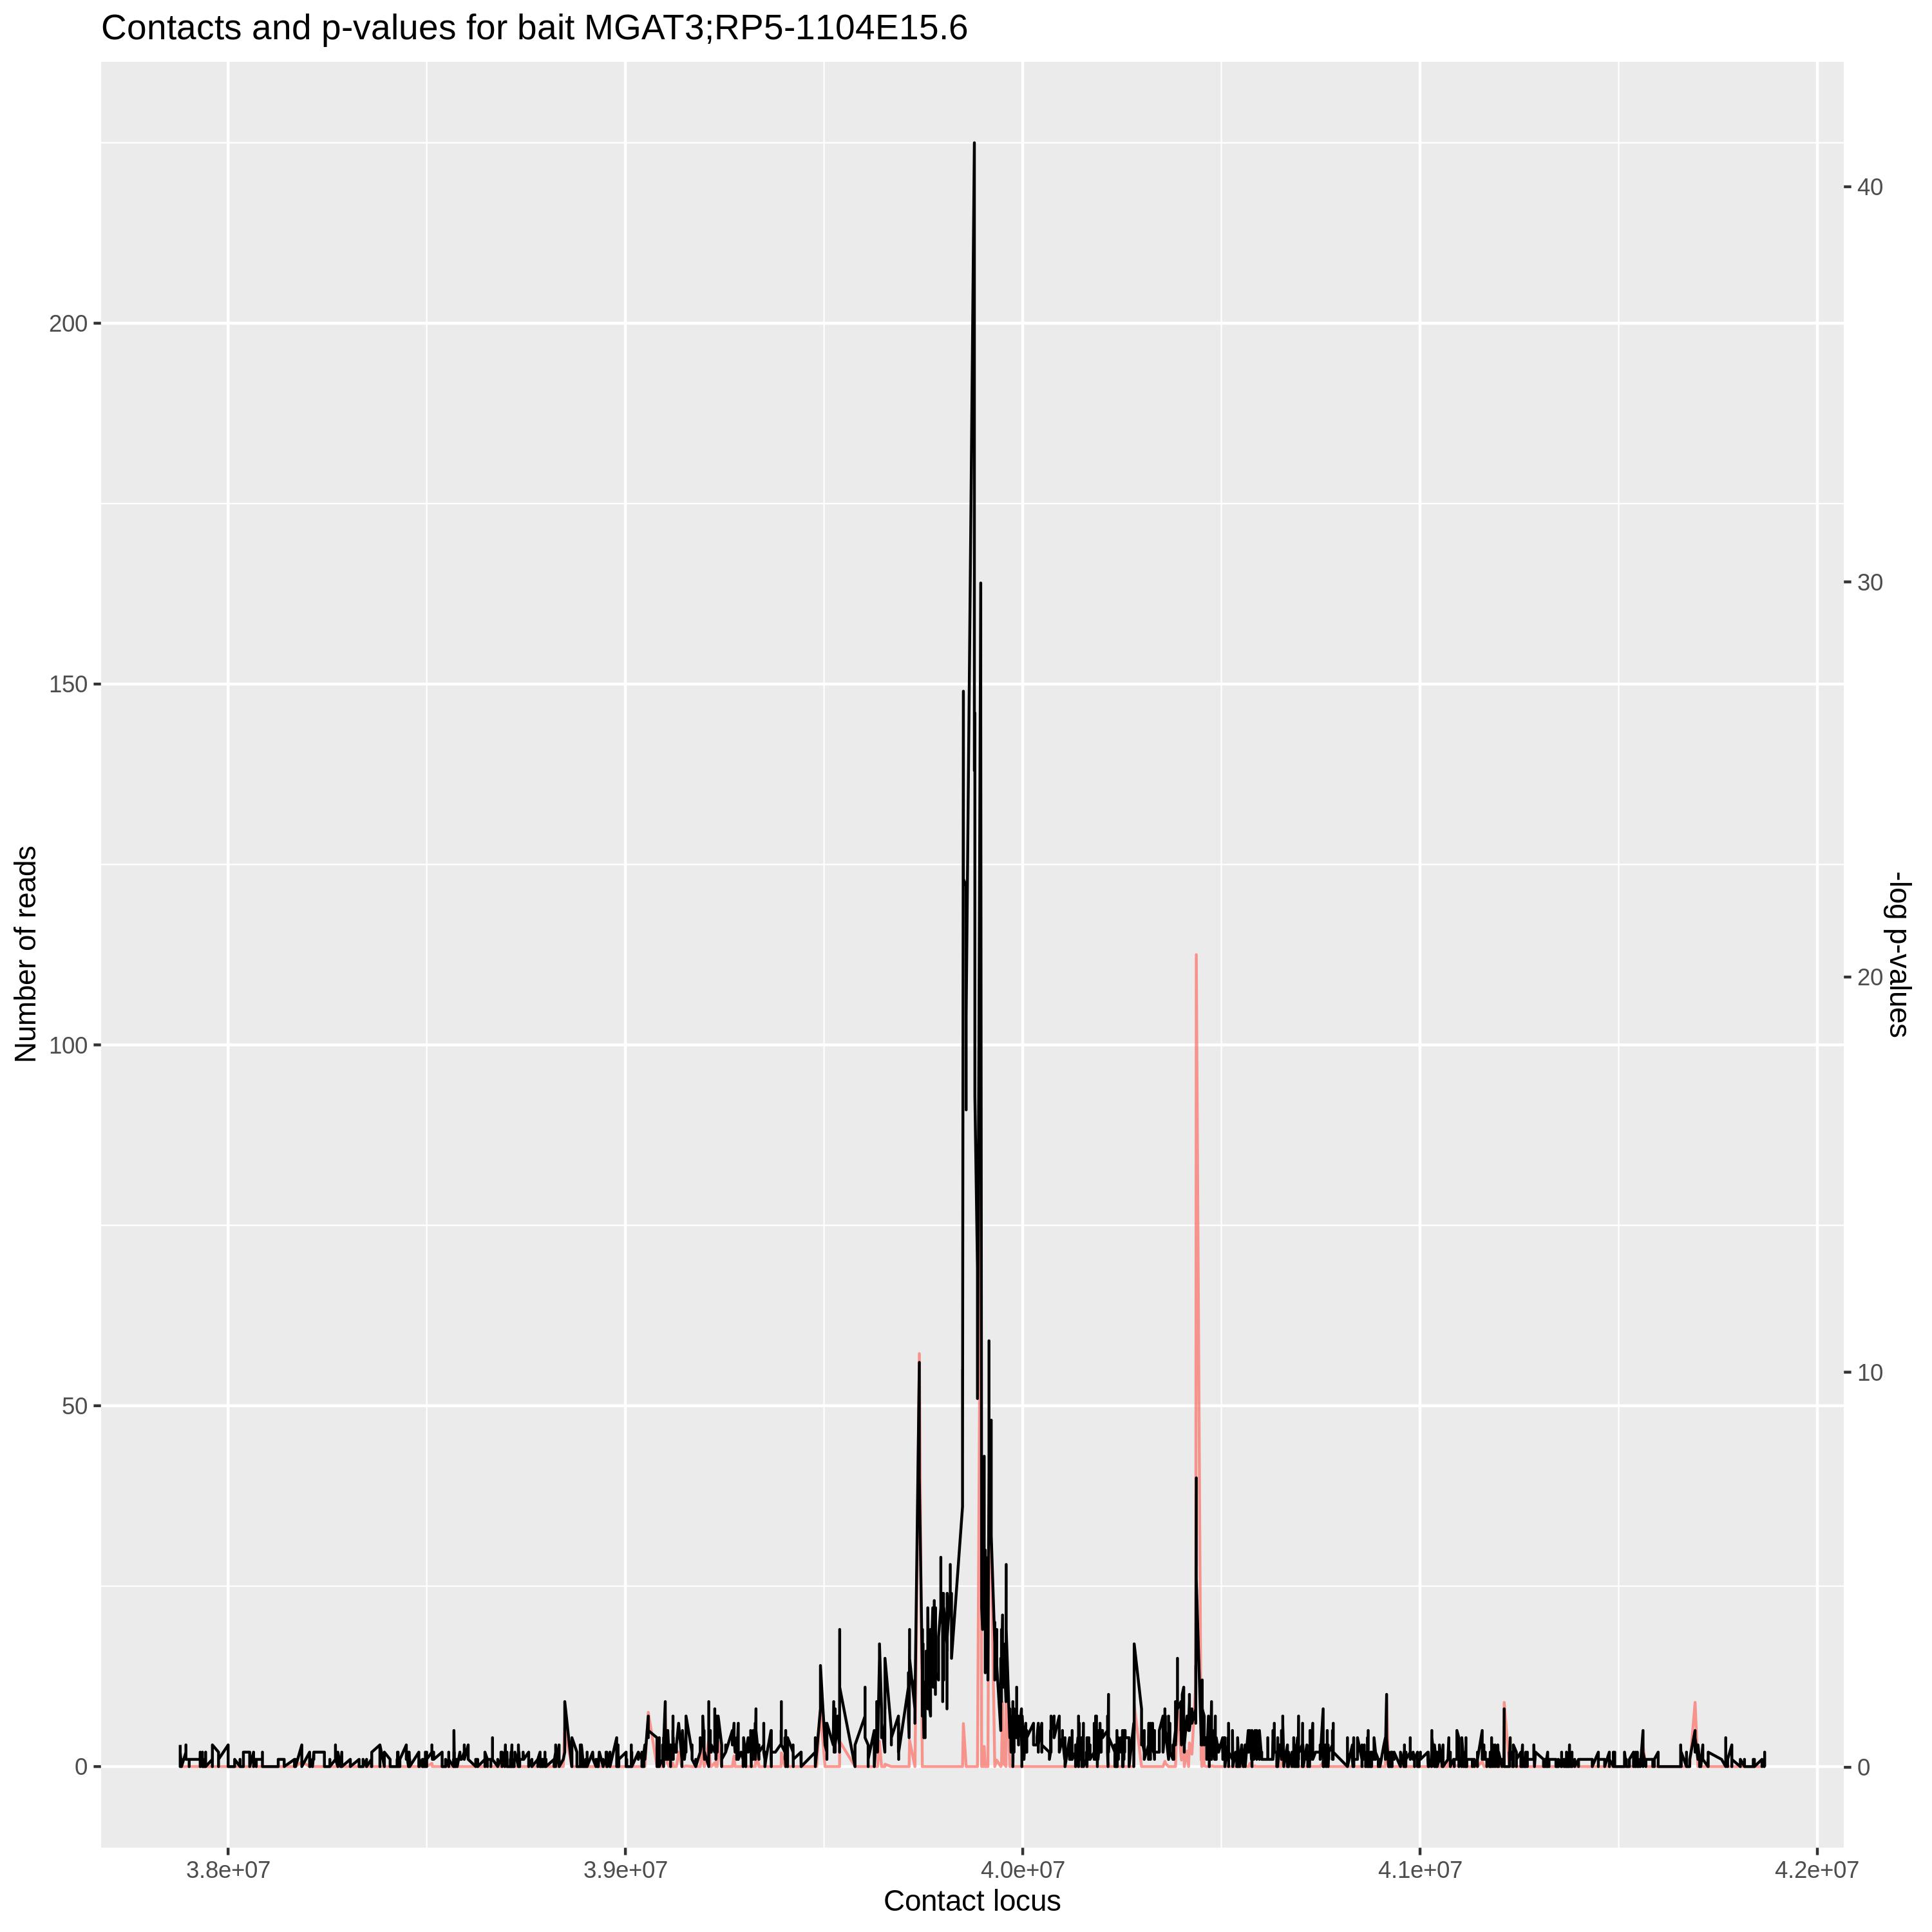 Contacts and p-values for bait MGAT3;RP5-1104E15.6
Number of reads
200
150
100
50
0
40
30
20
10
0
-log p-values
3.8e+07 3.9e+07 4.0e+07 4.1e+07 4.2e+07
Contact locus